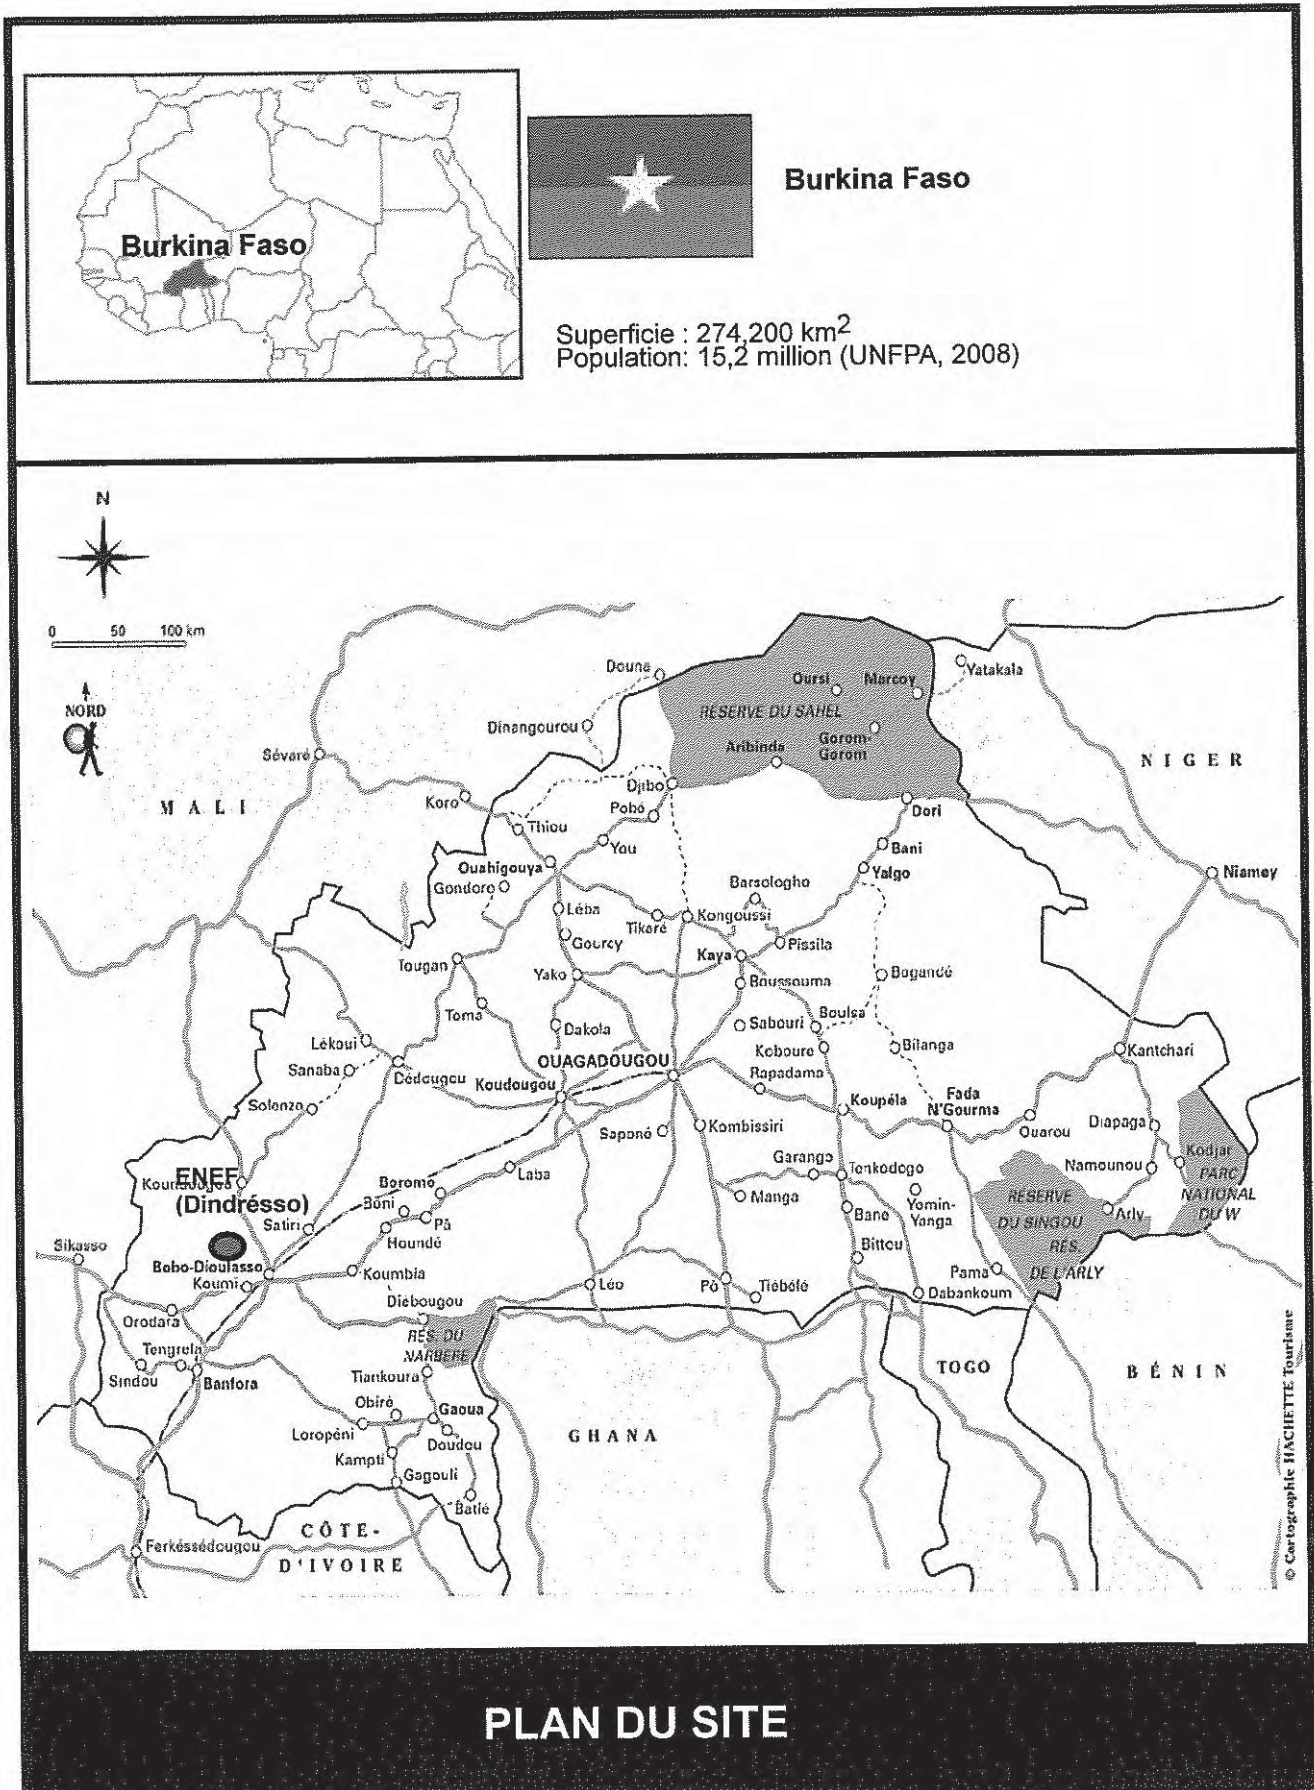 Burkina Faso
Burkina Faso
Superficie : 274,200 km2
Population: 15,2 million (UNFPA, 2008)
N
0 50 100 km
NORD
Douna
Oursi
Marcoy
Yatakala
RÉSERVE DU SAHEL
Dinangourou
Gorom-
Gorom
Aribinda
Sévaré
NIGER
MALI
Koro
Djibo
Pobé
Dori
Thiou
You
Bani
Ouahigouya
Yalgo
Niamey
Gondoro
Barsologho
Léba
Tikaré
Kongoussi
Gourcy
Pissila
Tougan
Kaya
Yako
Bogandé
Boussouma
Toma
Dakola
Sabouri
Boulsa
Lékoui
Koboure
Bilanga
Kantchari
OUAGADOUGOU
Sanaba
Dédougou
Koudougou
Rapadama
Solenzo
Koupéla
Fada
N'Gourma
Saponé
Kombissiri
Ouarou
Diapaga
Kodjar
Garango
Tenkodogo
Namounou
PARC
NATIONAL
DU W
ENEF
(Dindrésso)
Laba
Boromo
Boni
Manga
Yomin-
Yanga
RÉSERVE
DU SINGOU
RÉS.
DE L'ARLY
Arly
Satiri
Pâ
Bane
Houndé
Bittou
Sikasso
Bobo-Dioulasso
Koumi
Koumbia
Léo
Pô
Tiébélé
Pama
Dabankoum
Diébougou
Orodara
RÉS. DU
NARBERE
Tengrela
Sindou
Banfora
Tiankoura
TOGO
BÉNIN
Obiré
Gaoua
Loropéni
Doudou
GHANA
Kampti
Gagouli
Batié
CÔTE-
D'IVOIRE
Ferkéssédougou
© Cartographie HACHETTE Tourisme
PLAN DU SITE